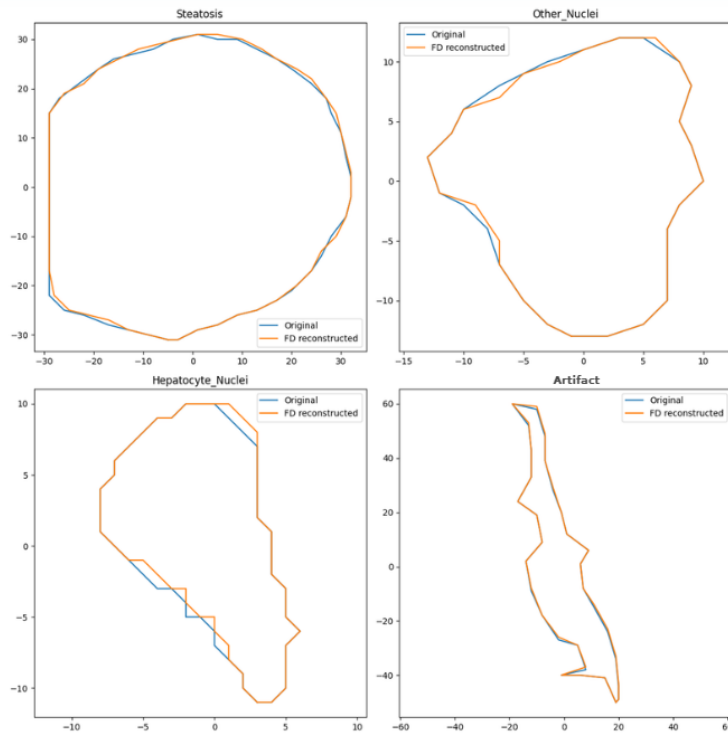 Steatosis
30
20
10
0
−10
−20
−30
−30 −20 −10 0 10 20 30
Original
FD reconstructed
Other_Nuclei
Original
FD reconstructed
10
5
0
−5
−10
−15 −10 −5 0 5 10
Hepatocyte_Nuclei
Original
FD reconstructed
10
5
0
−5
−10
−10 −5 0 5 10
Artifact
Original
FD reconstructed
60
40
20
0
−20
−40
−60 −40 −20 0 20 40